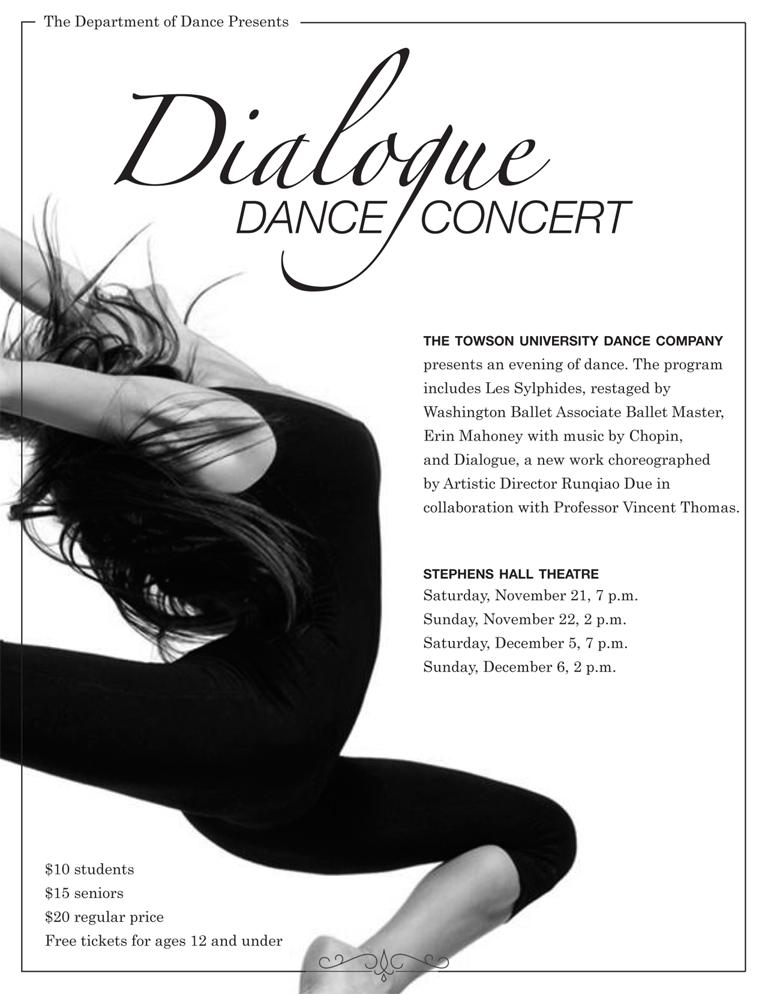 The Department of Dance Presents
Dialogue
DANCE CONCERT
THE TOWSON UNIVERSITY DANCE COMPANY
presents an evening of dance. The program
includes Les Sylphides, restaged by
Washington Ballet Associate Ballet Master,
Erin Mahoney with music by Chopin,
and Dialogue, a new work choreographed
by Artistic Director Runqiao Due in
collaboration with Professor Vincent Thomas.
STEPHENS HALL THEATRE
Saturday, November 21, 7 p.m.
Sunday, November 22, 2 p.m.
Saturday, December 5, 7 p.m.
Sunday, December 6, 2 p.m.
$10 students
$15 seniors
$20 regular price
Free tickets for ages 12 and under